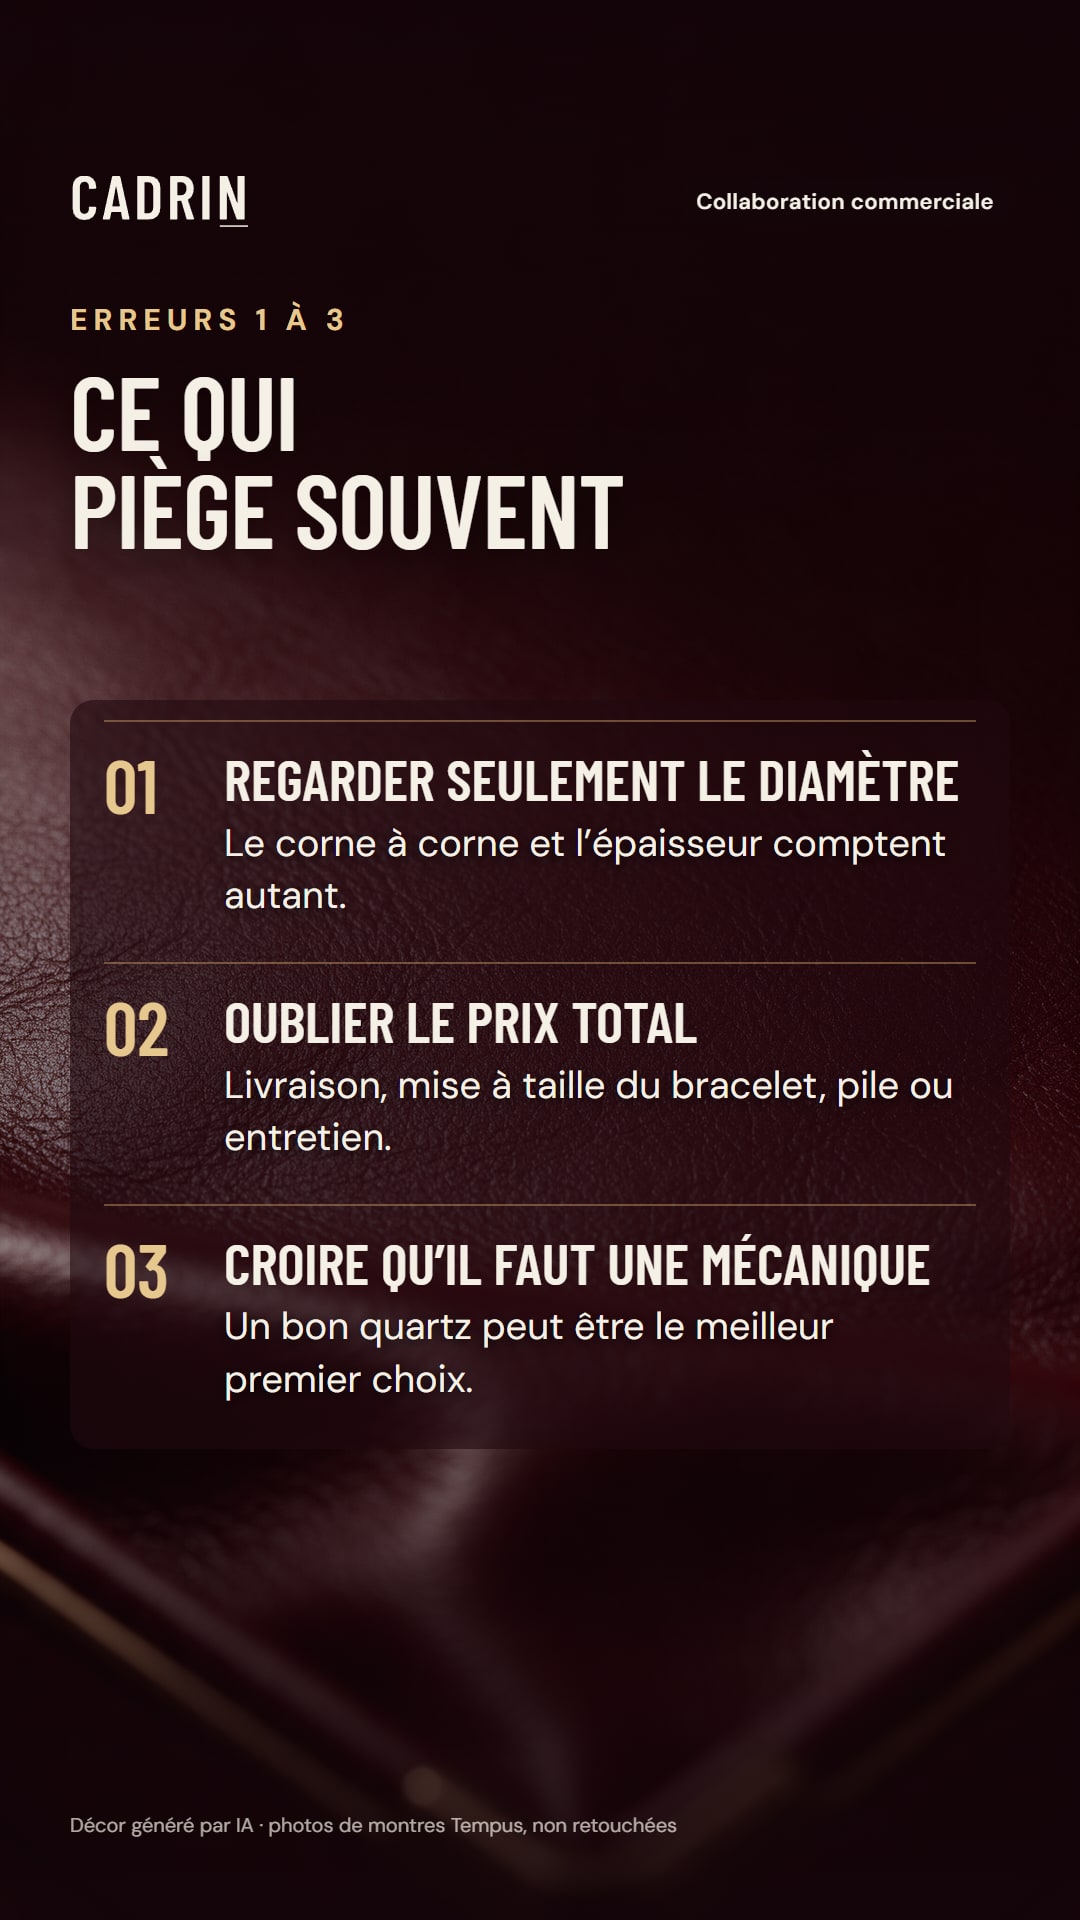 CADRIN
Collaboration commerciale
ERREURS 1 À 3
CE QUI
PIÈGE SOUVENT
01
REGARDER SEULEMENT LE DIAMÈTRE
Le corne à corne et l’épaisseur comptent
autant.
02
OUBLIER LE PRIX TOTAL
Livraison, mise à taille du bracelet, pile ou
entretien.
03
CROIRE QU’IL FAUT UNE MÉCANIQUE
Un bon quartz peut être le meilleur
premier choix.
Décor généré par IA · photos de montres Tempus, non retouchées